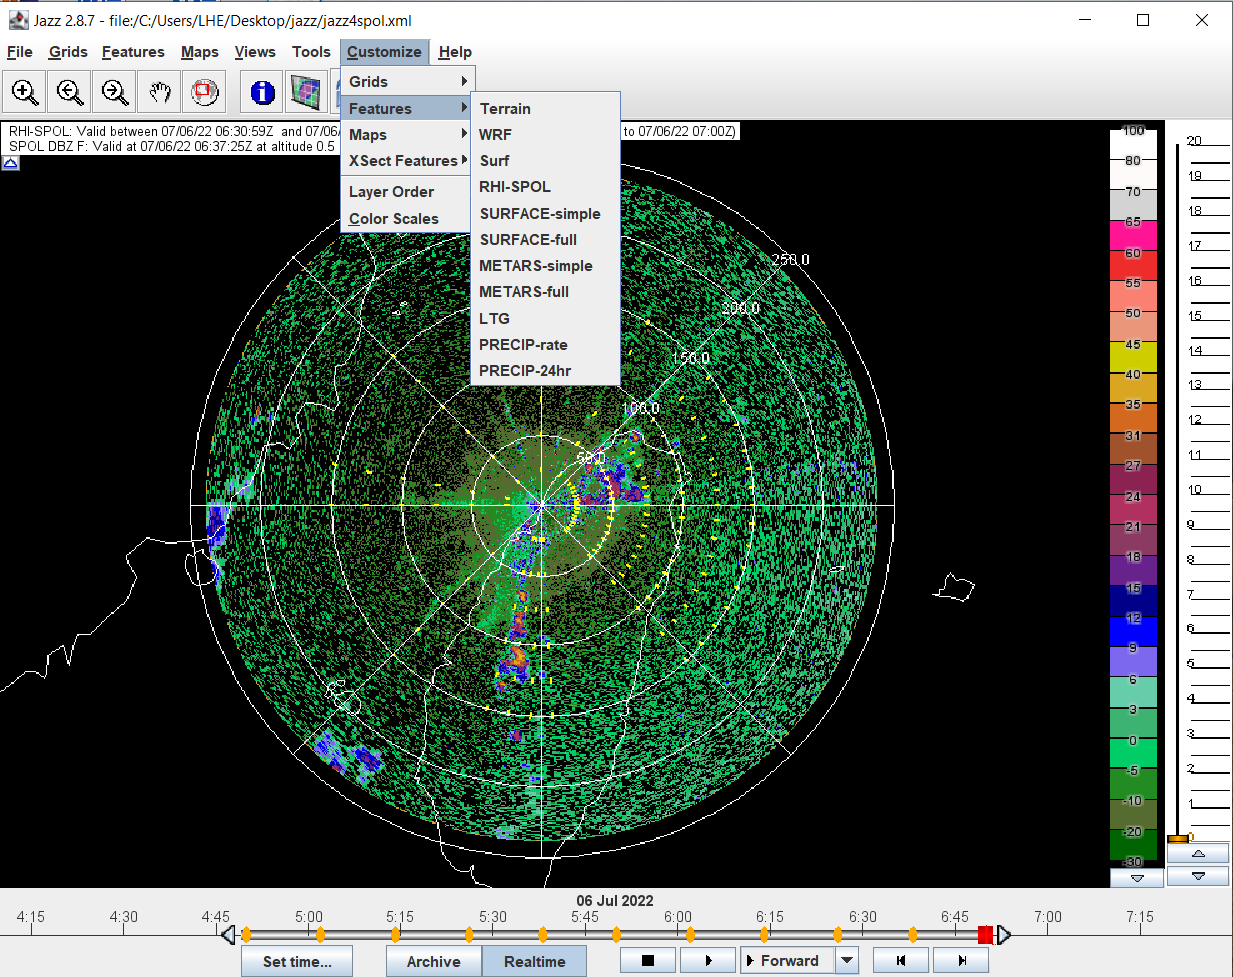 Jazz 2.8.7 - file:/C:/Users/LHE/Desktop/jazz/jazz4spol.xml
File Grids Features Maps Views Tools Customize Help
Grids
Features
Maps
XSect Features
Layer Order
Color Scales
Terrain
WRF
Surf
RHI-SPOL
SURFACE-simple
SURFACE-full
METARS-simple
METARS-full
LTG
PRECIP-rate
PRECIP-24hr
RHI-SPOL: Valid between 07/06/22 06:30:59Z and 07/06/
to 07/06/22 07:00Z)
SPOL DBZ F: Valid at 07/06/22 06:37:25Z at altitude 0.5
250.0
200.0
150.0
100.0
100
80
70
65
60
55
50
45
40
35
31
27
24
21
18
15
12
9
6
3
0
-5
-10
-20
-30
20
19
18
17
16
15
14
13
12
11
10
9
8
7
6
5
4
3
2
1
0
06 Jul 2022
4:15 4:30 4:45 5:00 5:15 5:30 5:45 6:00 6:15 6:30 6:45 7:00 7:15
Set time... Archive Realtime Forward